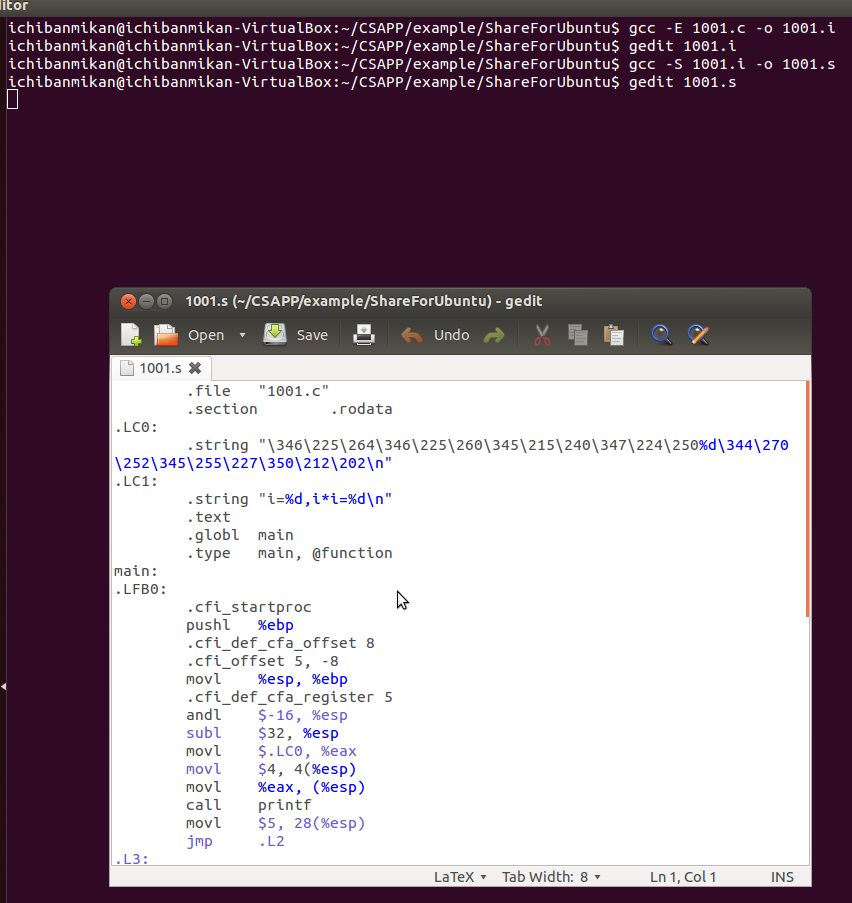 itor
ichibanmikan@ichibanmikan-VirtualBox:~/CSAPP/example/ShareForUbuntu$ gcc -E 1001.c -o 1001.i
ichibanmikan@ichibanmikan-VirtualBox:~/CSAPP/example/ShareForUbuntu$ gedit 1001.i
ichibanmikan@ichibanmikan-VirtualBox:~/CSAPP/example/ShareForUbuntu$ gcc -S 1001.i -o 1001.s
ichibanmikan@ichibanmikan-VirtualBox:~/CSAPP/example/ShareForUbuntu$ gedit 1001.s
1001.s (~/CSAPP/example/ShareForUbuntu) - gedit
Open Save Undo
1001.s
.file "1001.c"
.section .rodata
.LC0:
.string "\346\225\264\346\225\260\345\215\240\347\224\250%d\344\270
\252\345\255\227\350\212\202\n"
.LC1:
.string "i=%d,i*i=%d\n"
.text
.globl main
.type main, @function
main:
.LFB0:
.cfi_startproc
pushl %ebp
.cfi_def_cfa_offset 8
.cfi_offset 5, -8
movl %esp, %ebp
.cfi_def_cfa_register 5
andl $-16, %esp
subl $32, %esp
movl $.LC0, %eax
movl $4, 4(%esp)
movl %eax, (%esp)
call printf
movl $5, 28(%esp)
jmp .L2
.L3:
LaTeX Tab Width: 8 Ln 1, Col 1 INS